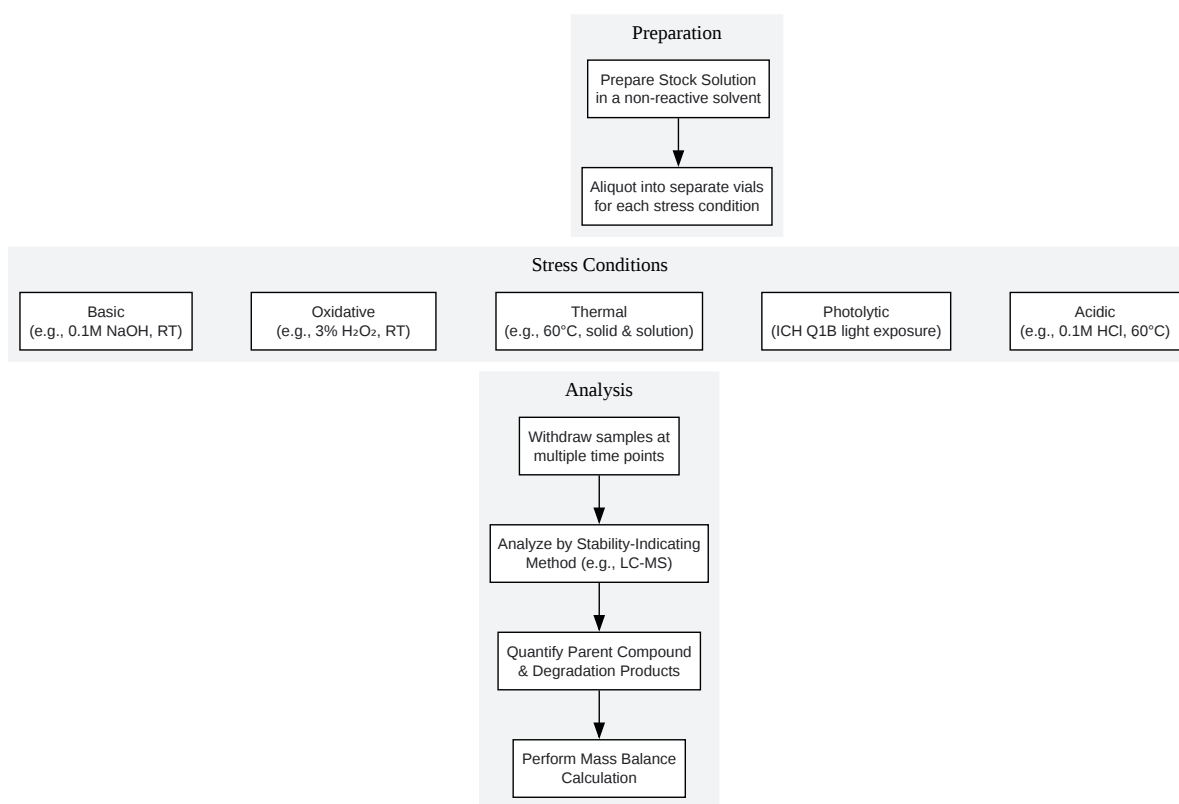 Preparation
Prepare Stock Solution
in a non-reactive solvent
Aliquot into separate vials
for each stress condition
Stress Conditions
Basic
(e.g., 0.1M NaOH, RT)
Oxidative
(e.g., 3% H₂O₂, RT)
Thermal
(e.g., 60°C, solid & solution)
Photolytic
(ICH Q1B light exposure)
Acidic
(e.g., 0.1M HCl, 60°C)
Analysis
Withdraw samples at
multiple time points
Analyze by Stability-Indicating
Method (e.g., LC-MS)
Quantify Parent Compound
& Degradation Products
Perform Mass Balance
Calculation